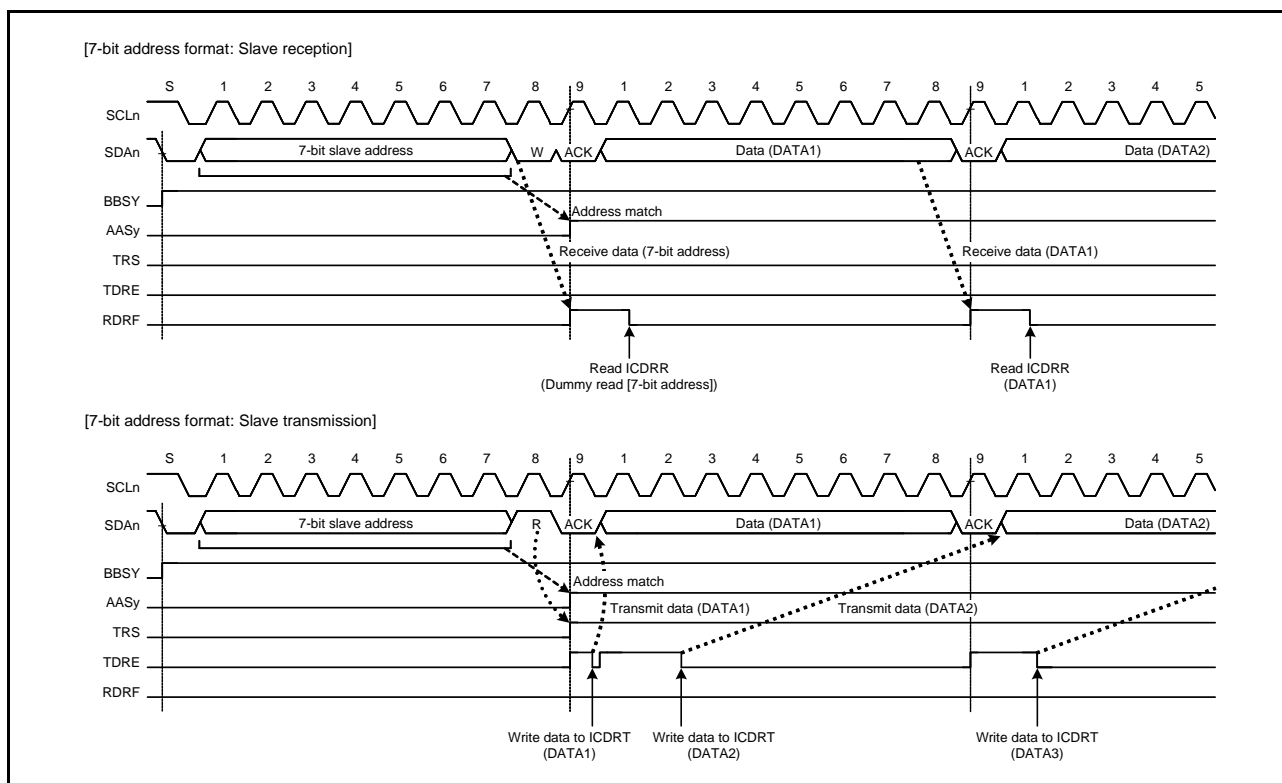 [7-bit address format: Slave reception]
S 1 2 3 4 5 6 7 8 9 1 2 3 4 5 6 7 8 9 1 2 3 4 5
SCLn
SDAn 7-bit slave address W ACK Data (DATA1) ACK Data (DATA2)
BBSY
Address match
AASy
Receive data (7-bit address) Receive data (DATA1)
TRS
TDRE
RDRF
Read ICDRR Read ICDRR
(Dummy read [7-bit address]) (DATA1)
[7-bit address format: Slave transmission]
S 1 2 3 4 5 6 7 8 9 1 2 3 4 5 6 7 8 9 1 2 3 4 5
SCLn
SDAn 7-bit slave address R ACK Data (DATA1) ACK Data (DATA2)
BBSY
Address match
AASy
Transmit data (DATA1) Transmit data (DATA2)
TRS
TDRE
RDRF
Write data to ICDRT Write data to ICDRT Write data to ICDRT
(DATA1) (DATA2) (DATA3)